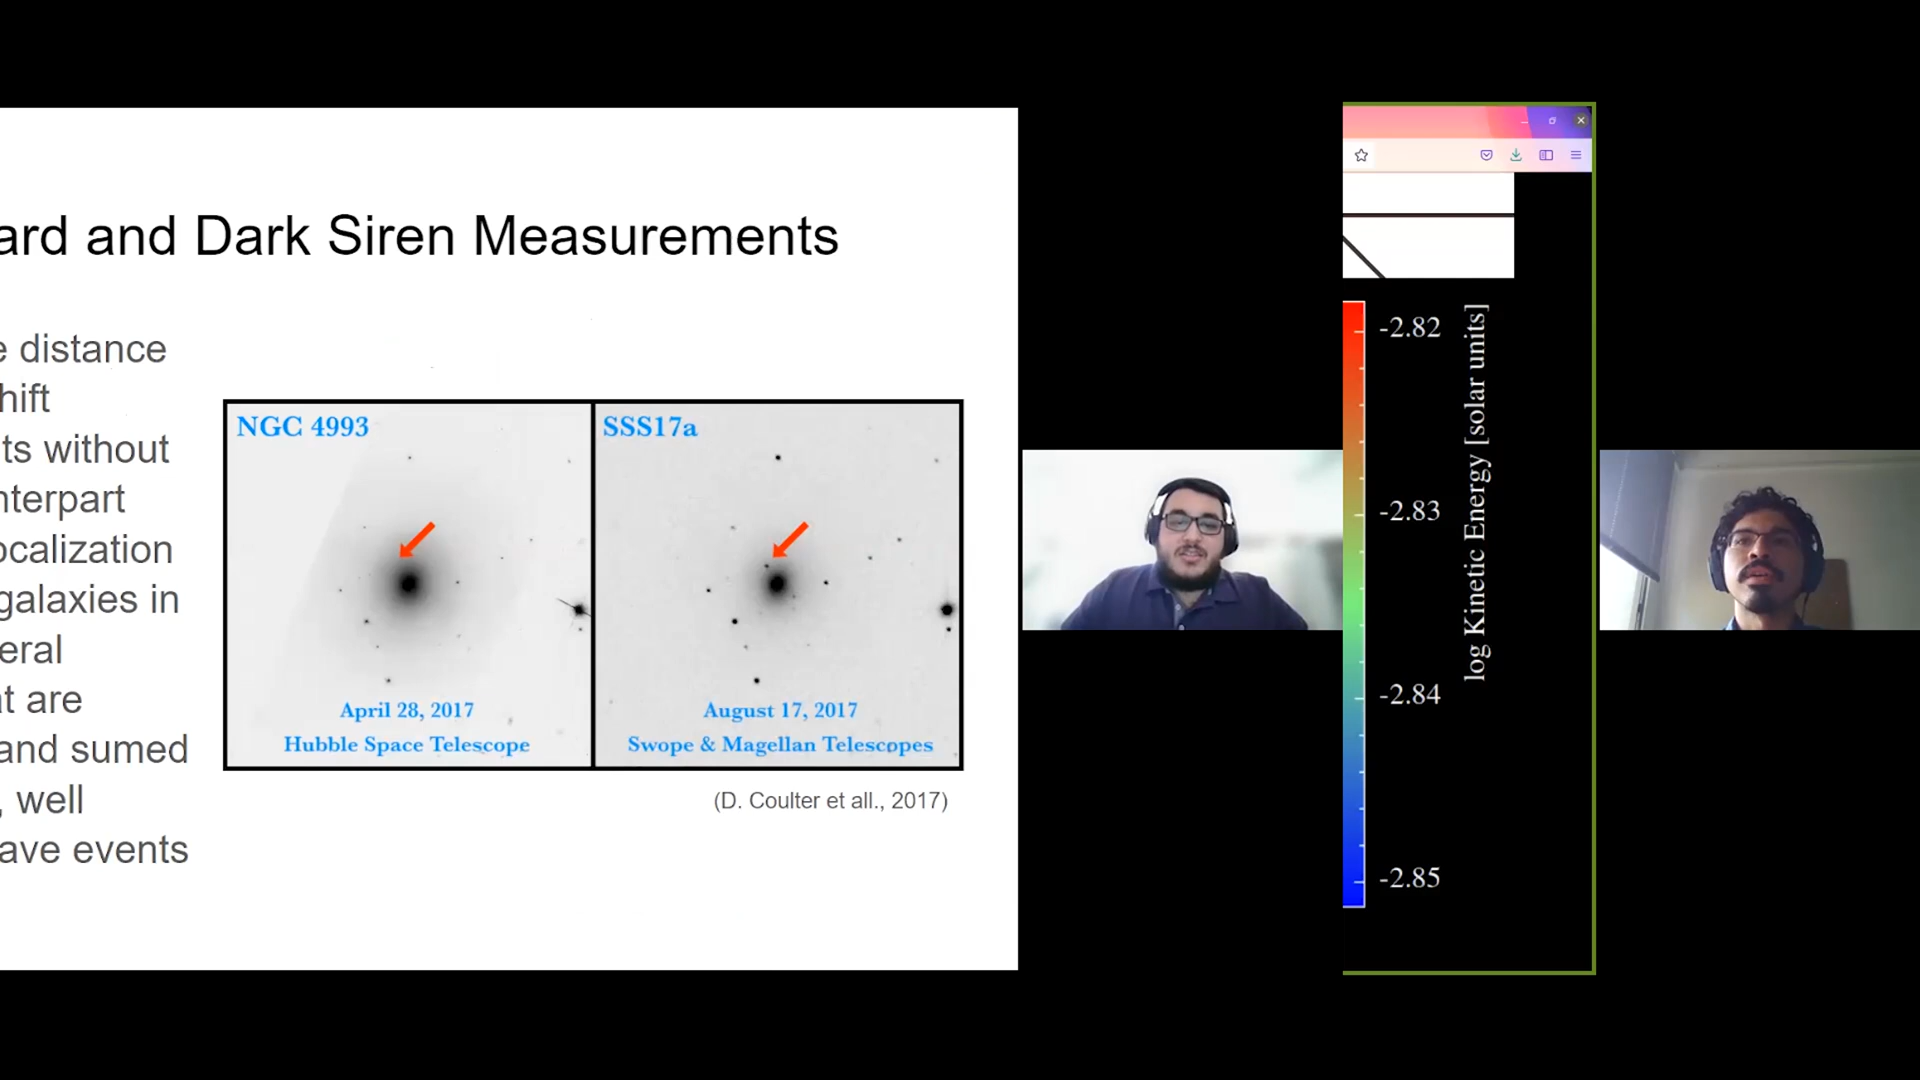 ard and Dark Siren Measurements
e distance
hift
ts without
nterpart
ocalization
galaxies in
eral
t are
and sumed
, well
ave events
NGC 4993
April 28, 2017
Hubble Space Telescope
SSS17a
August 17, 2017
Swope & Magellan Telescopes
(D. Coulter et all., 2017)
-2.82
-2.83
-2.84
-2.85
log Kinetic Energy [solar units]